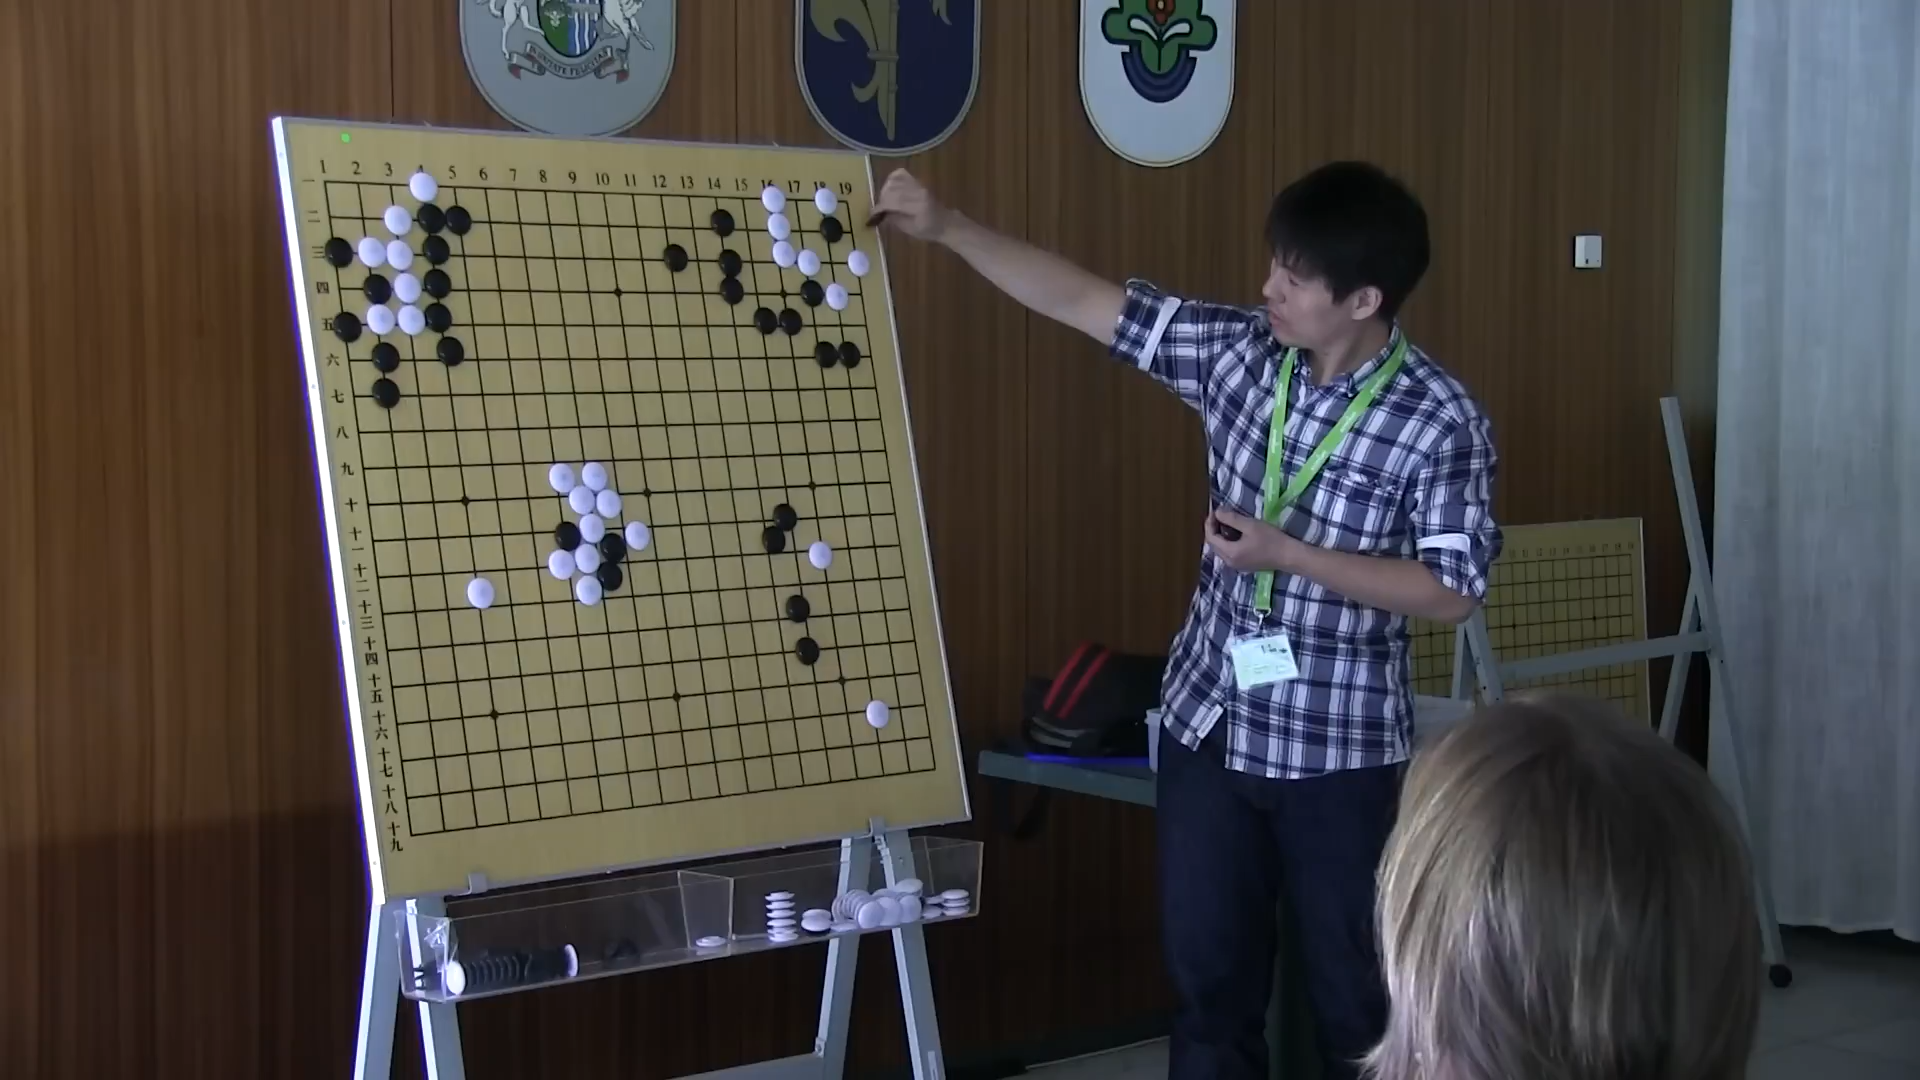 UNITATE FELICITAS
1 2 3 4 5 6 7 8 9 10 11 12 13 14 15 16 17 18 19
一
二
三
四
五
六
七
八
九
十
十一
十二
十三
十四
十五
十六
十七
十八
十九